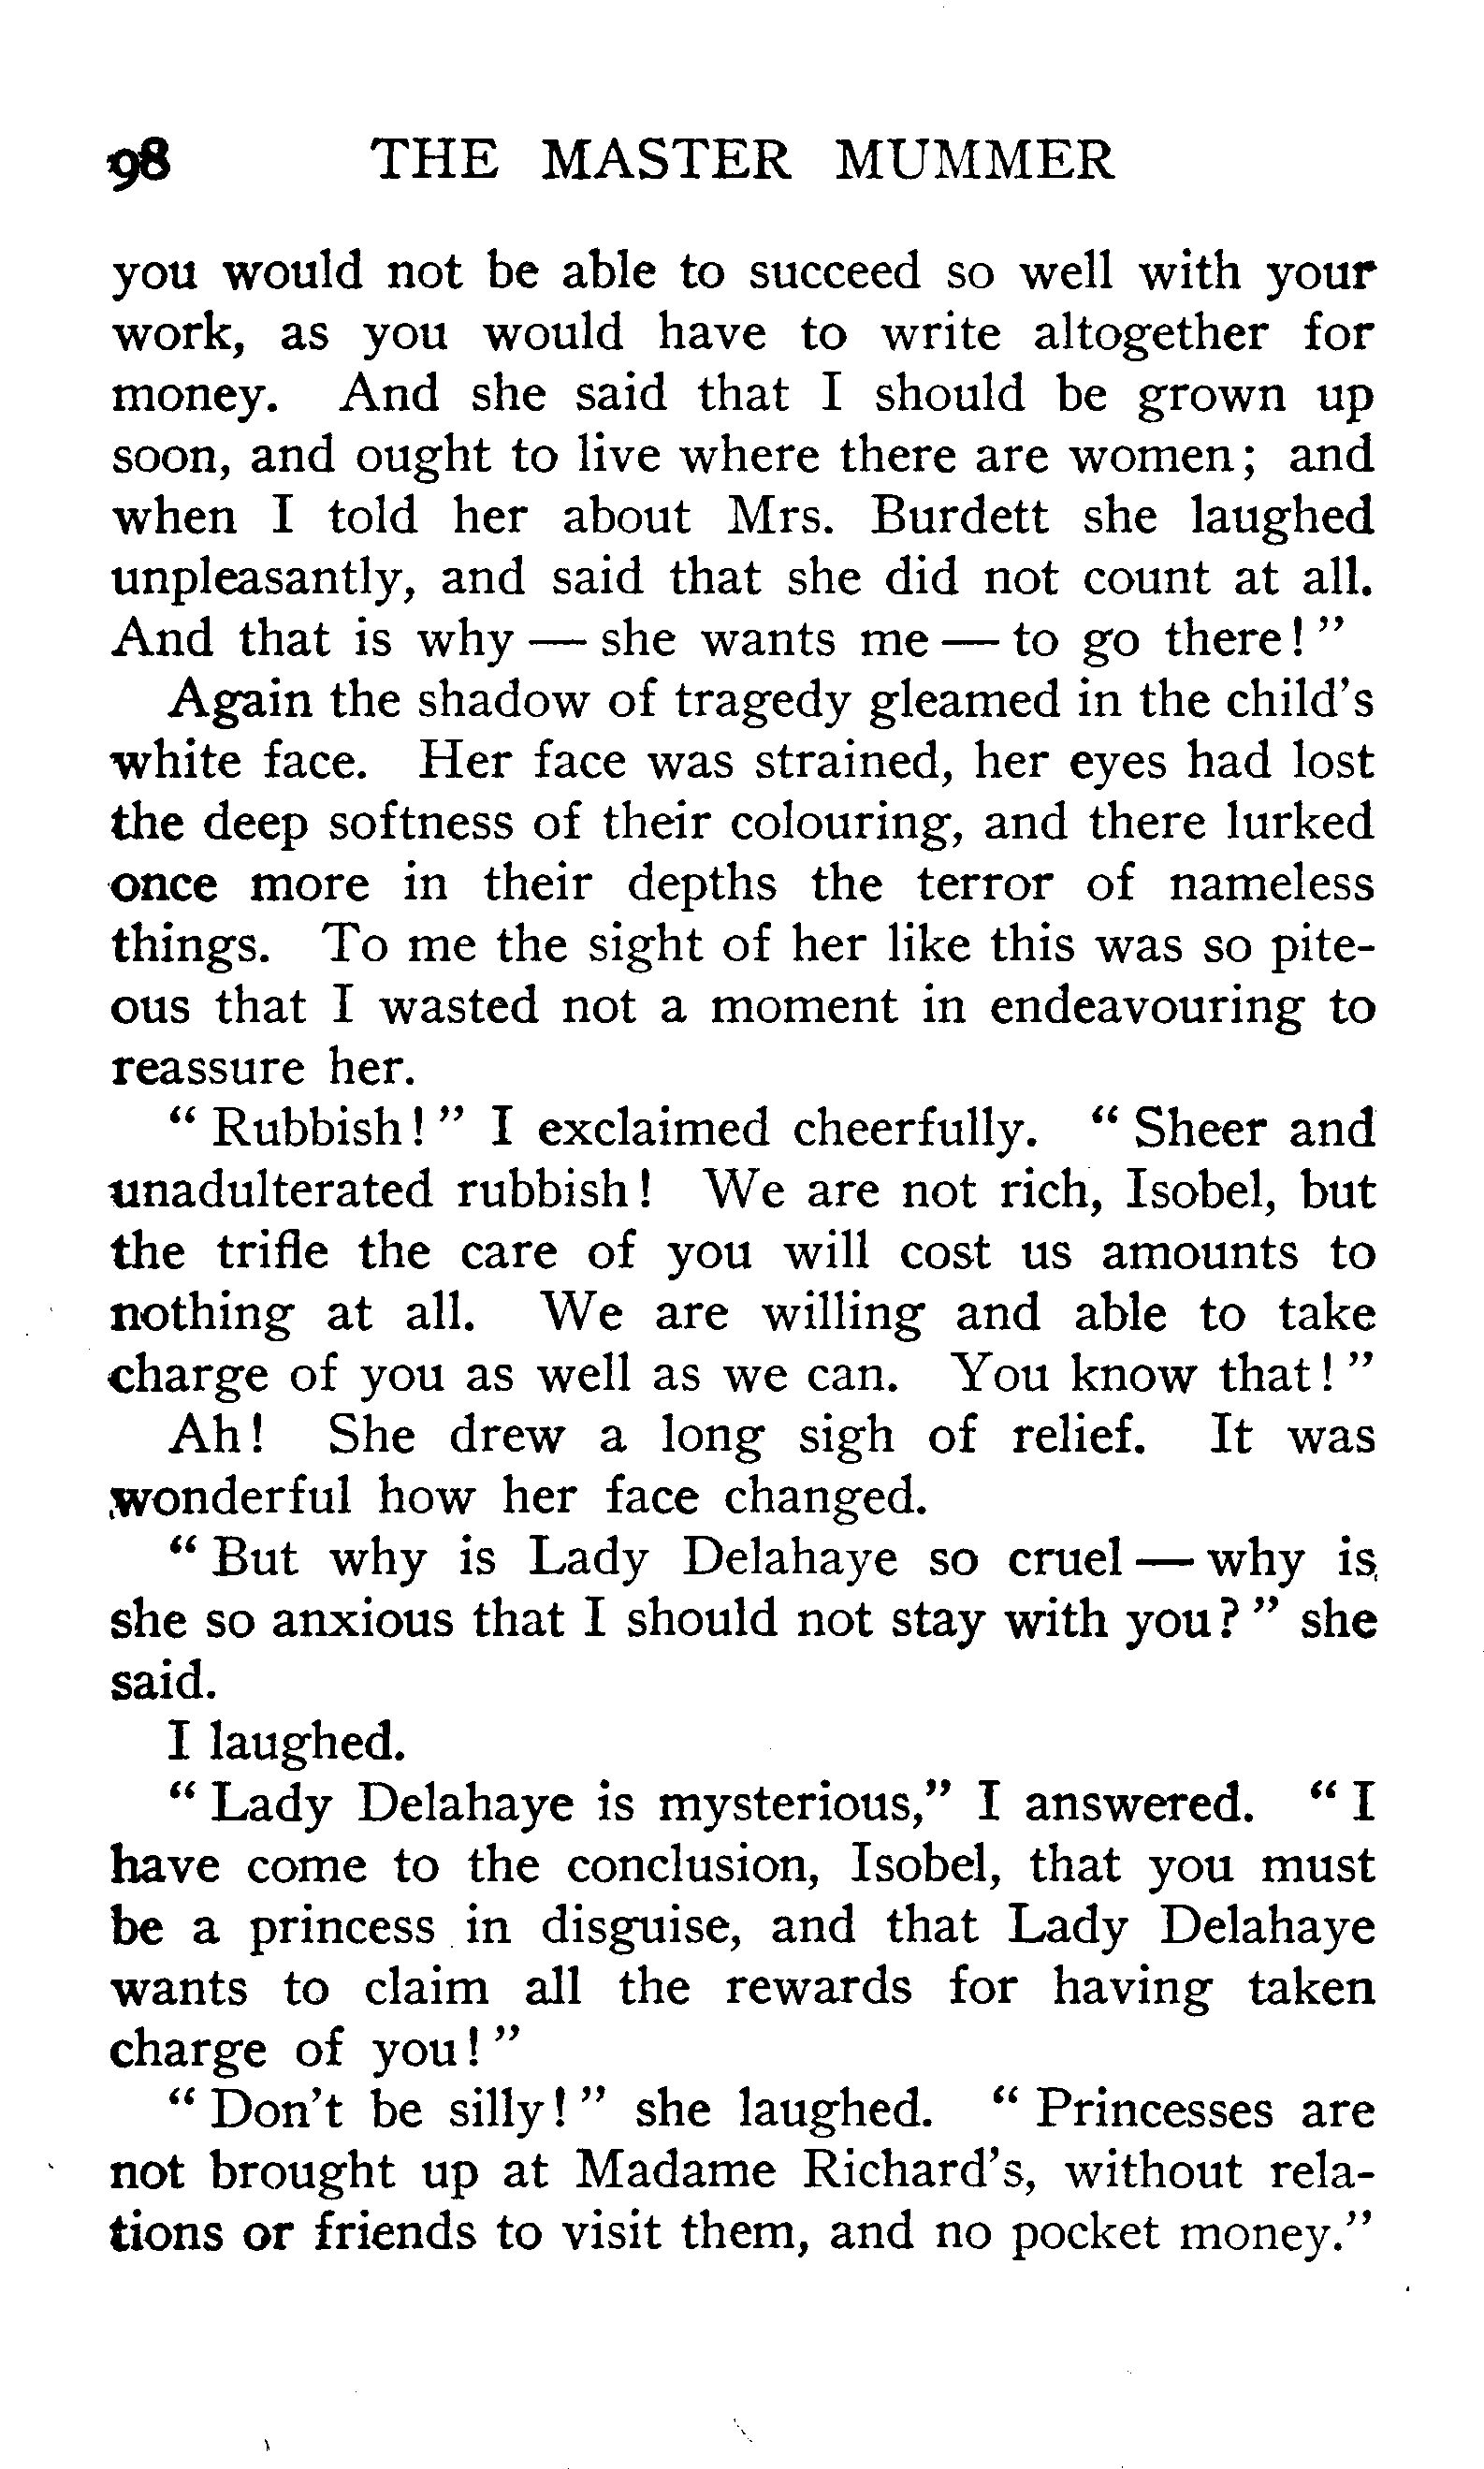 98 THE MASTER MUMMER
you would not be able to succeed so well with your
work, as you would have to write altogether for
money. And she said that I should be grown up
soon, and ought to live where there are women; and
when I told her about Mrs. Burdett she laughed
unpleasantly, and said that she did not count at all.
And that is why — she wants me — to go there!"
Again the shadow of tragedy gleamed in the child's
white face. Her face was strained, her eyes had lost
the deep softness of their colouring, and there lurked
once more in their depths the terror of nameless
things. To me the sight of her like this was so pite-
ous that I wasted not a moment in endeavouring to
reassure her.
"Rubbish!" I exclaimed cheerfully. "Sheer and
unadulterated rubbish! We are not rich, Isobel, but
the trifle the care of you will cost us amounts to
nothing at all. We are willing and able to take
charge of you as well as we can. You know that!"
Ah! She drew a long sigh of relief. It was
wonderful how her face changed.
"But why is Lady Delahaye so cruel — why is
she so anxious that I should not stay with you?" she
said.
I laughed.
"Lady Delahaye is mysterious," I answered. "I
have come to the conclusion, Isobel, that you must
be a princess in disguise, and that Lady Delahaye
wants to claim all the rewards for having taken
charge of you!"
"Don't be silly!" she laughed. "Princesses are
not brought up at Madame Richard's, without rela-
tions or friends to visit them, and no pocket money."